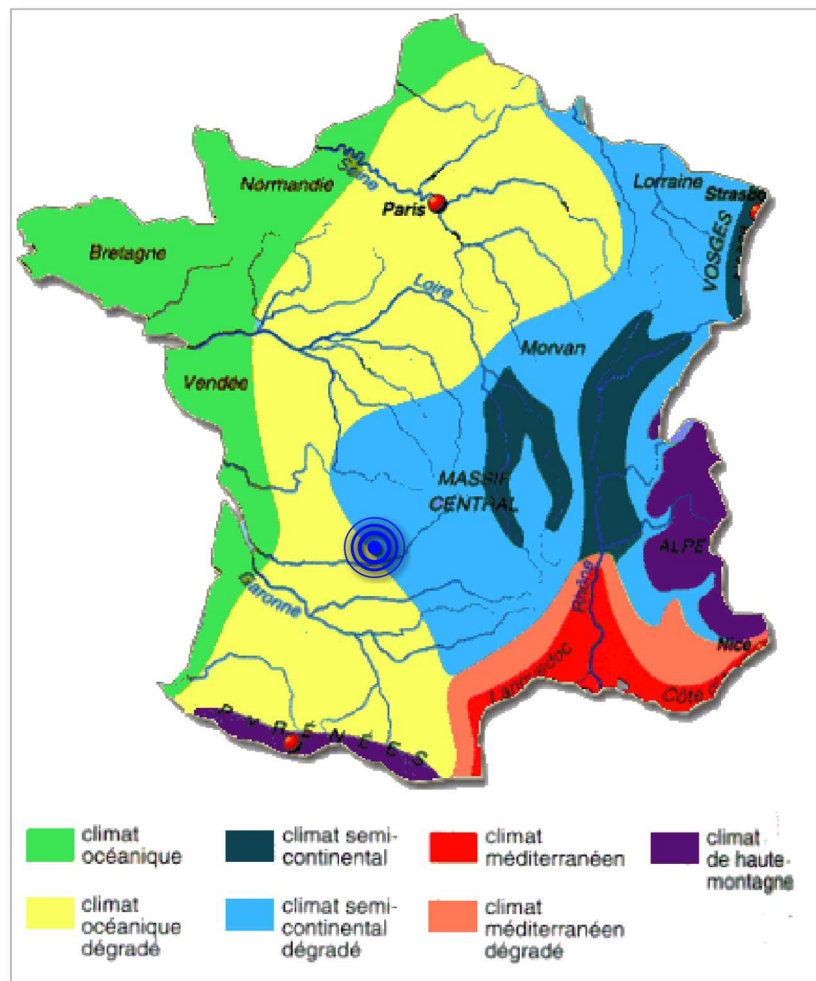 Normandie
Seine
Paris
Lorraine
Strasbo
VOSGES
Bretagne
Loire
Morvan
Vendée
MASSIF
CENTRAL
ALPE
Garonne
Rhône
Nice
Languedoc
Côte
PYRÉNÉES
climat
océanique
climat semi-
continental
climat
méditerranéen
climat
de haute-
montagne
climat
océanique
dégradé
climat semi-
continental
dégradé
climat
méditerranéen
dégradé